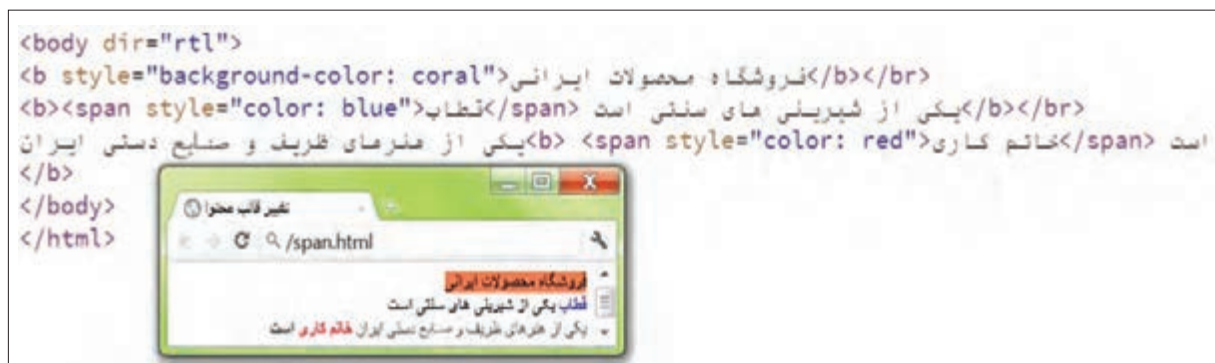 <body dir="rtl">
<b style="background-color: coral">فروشگاه محصولات ایرانی</b></br>
<b><span style="color: blue">قطاب</span> یکی از شیرینی های سنتی است</b></br>
یکی از هنرهای ظریف و صنایع دستی ایران<b> <span style="color: red">خاتم کاری</span> است
</b>
</body>
</html>
تغییر قالب محتوا
/span.html
فروشگاه محصولات ایرانی
قطاب یکی از شیرینی های سنتی است
یکی از هنرهای ظریف و صنایع دستی ایران خاتم کاری است